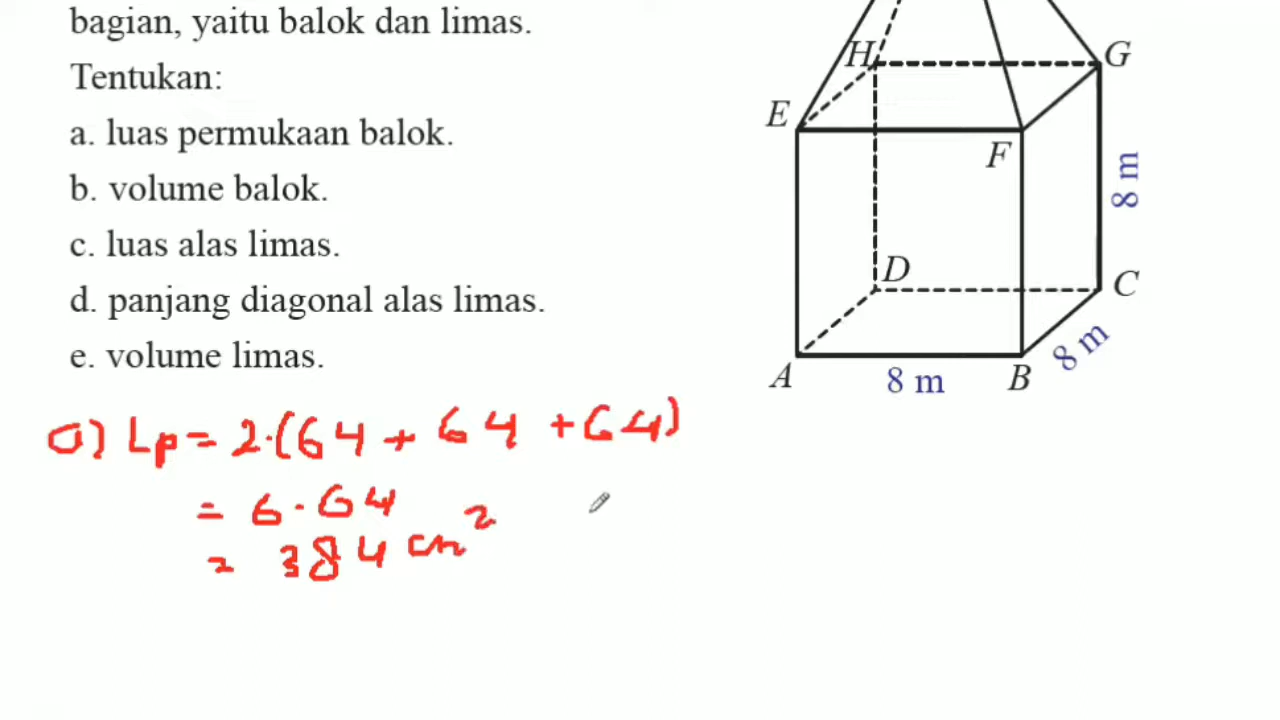 bagian, yaitu balok dan limas.
Tentukan:
a. luas permukaan balok.
b. volume balok.
c. luas alas limas.
d. panjang diagonal alas limas.
e. volume limas.
H
G
E
F
8 m
D
C
8 m
A
8 m
B
a) Lp = 2.(64 + 64 + 64)
= 6.64
= 384 cm²